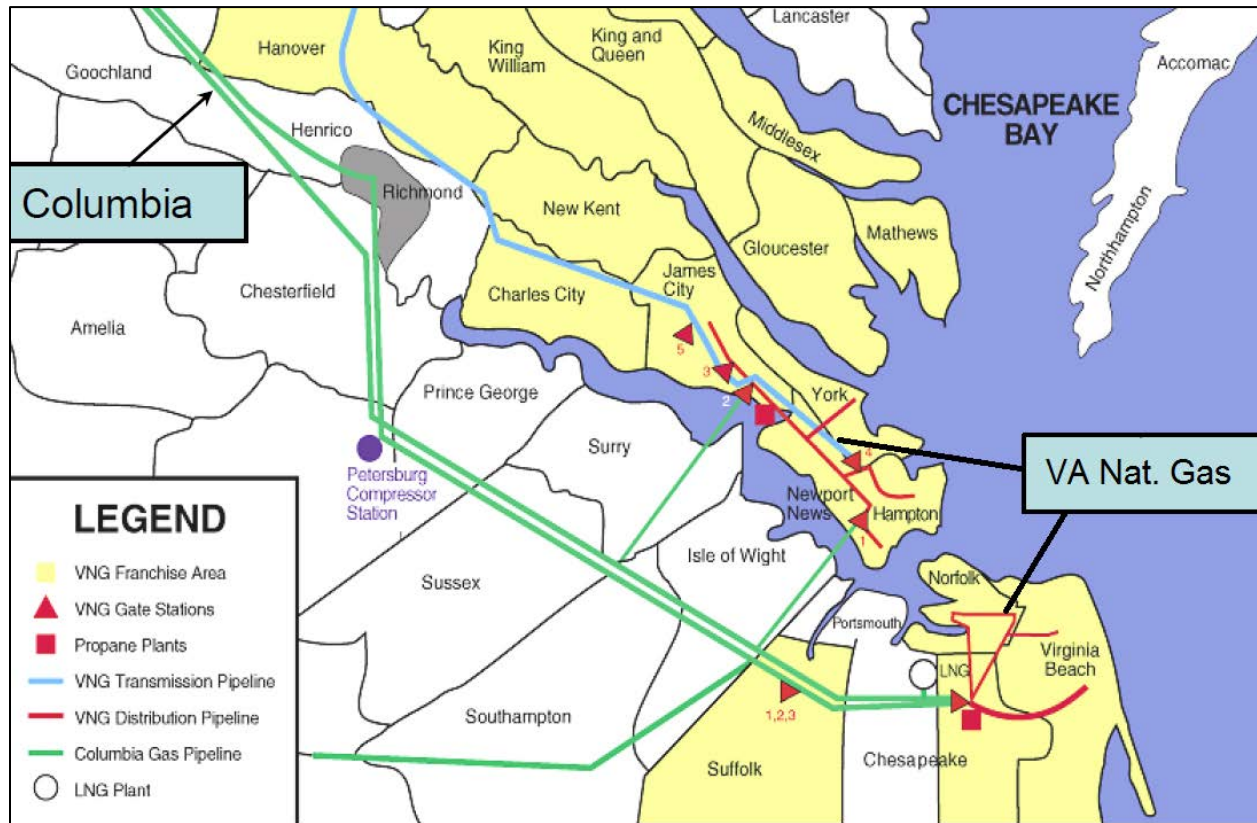 Lancaster
Hanover
King and
Queen
King
William
Accomac
Goochland
CHESAPEAKE
BAY
Middlesex
Henrico
Columbia
Richmond
New Kent
Mathews
Gloucester
Northhampton
James
City
Chesterfield
Charles City
Amelia
5
3
Prince George
2
York
Surry
4
VA Nat. Gas
Petersburg
Compressor
Station
Newport
News
Hampton
1
Isle of Wight
Sussex
Norfolk
Portsmouth
Virginia
Beach
LNG
1,2,3
Southampton
Chesapeake
Suffolk
LEGEND
VNG Franchise Area
VNG Gate Stations
Propane Plants
VNG Transmission Pipeline
VNG Distribution Pipeline
Columbia Gas Pipeline
LNG Plant